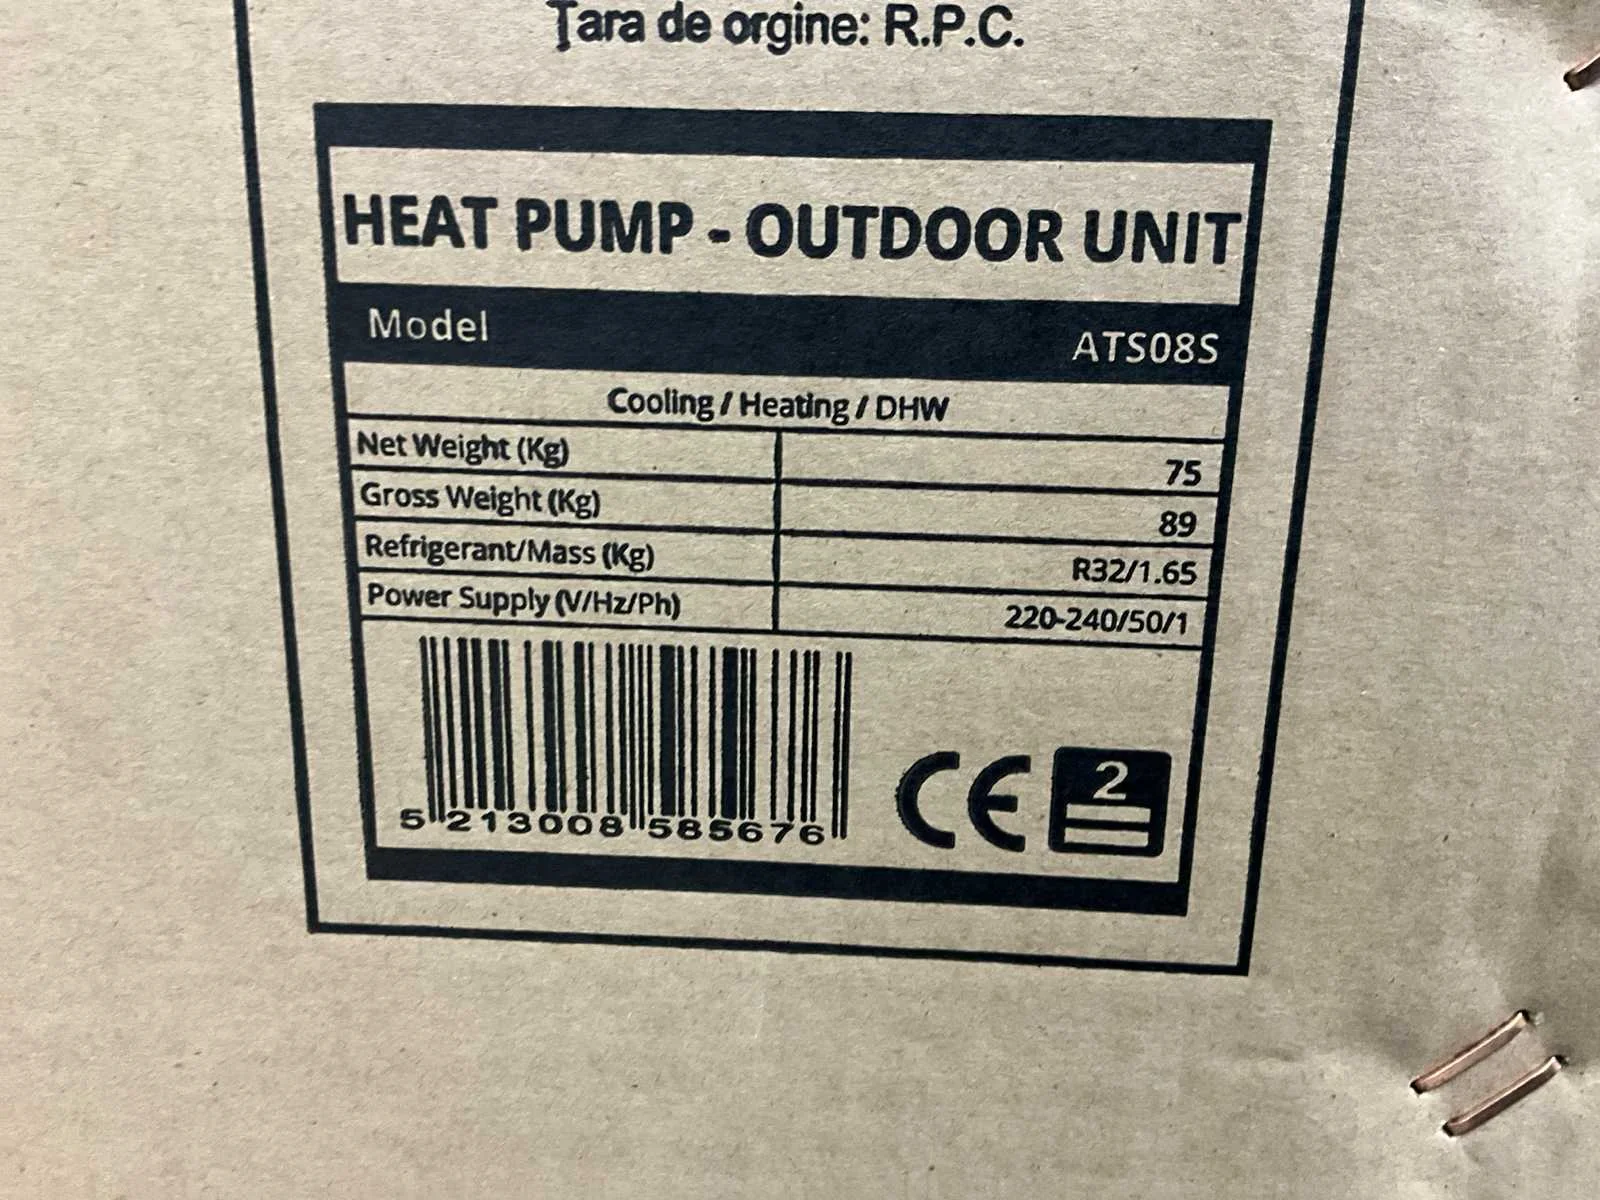 Țara de orgine: R.P.C.
HEAT PUMP - OUTDOOR UNIT
Model ATS08S
Cooling / Heating / DHW
Net Weight (Kg) 75
Gross Weight (Kg) 89
Refrigerant/Mass (Kg) R32/1.65
Power Supply (V/Hz/Ph) 220-240/50/1
5 213008 585676
CE 2